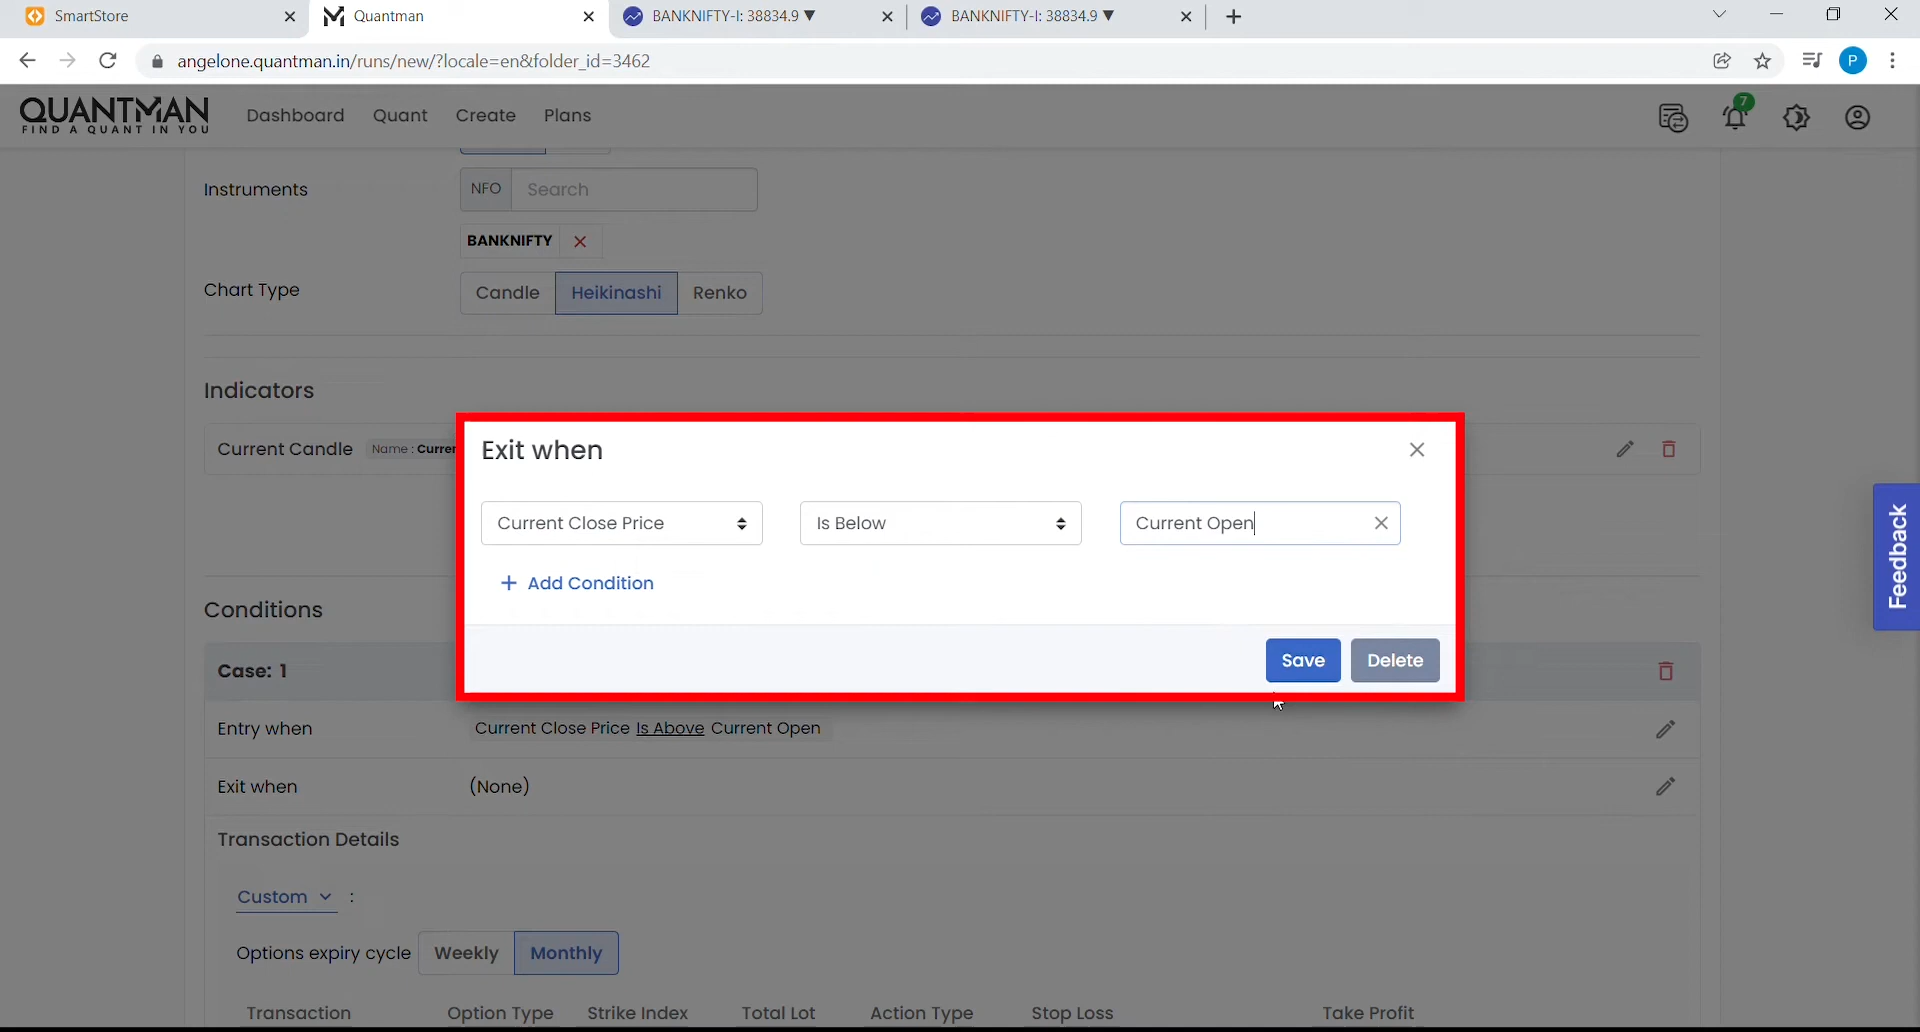 SmartStore
Quantman
BANKNIFTY-I: 38834.9 ▼
BANKNIFTY-I: 38834.9 ▼
angelone.quantman.in/runs/new/?locale=en&folder_id=3462
P
QUANTMAN
FIND A QUANT IN YOU
Dashboard Quant Create Plans
7
Instruments
NFO Search
BANKNIFTY
Chart Type
Candle Heikinashi Renko
Indicators
Current Candle Name : Curren
Exit when
Current Close Price Is Below Current Open
+ Add Condition
Save Delete
Feedback
Conditions
Case: 1
Entry when Current Close Price Is Above Current Open
Exit when (None)
Transaction Details
Custom :
Options expiry cycle Weekly Monthly
Transaction Option Type Strike Index Total Lot Action Type Stop Loss Take Profit